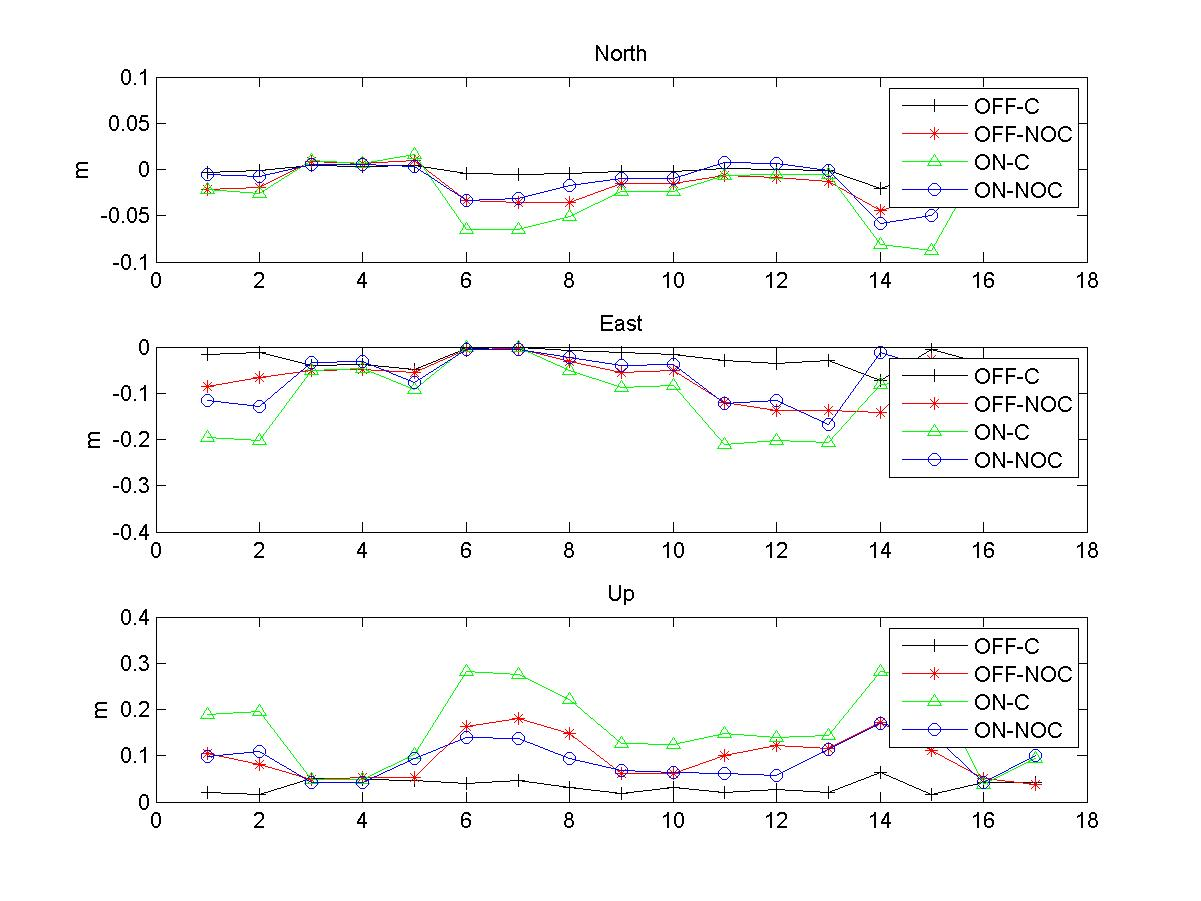 North
0.1
0.05
0
-0.05
-0.1
m
0 2 4 6 8 10 12 14 16 18
OFF-C
OFF-NOC
ON-C
ON-NOC
East
0
-0.1
-0.2
-0.3
-0.4
m
0 2 4 6 8 10 12 14 16 18
OFF-C
OFF-NOC
ON-C
ON-NOC
Up
0.4
0.3
0.2
0.1
0
m
0 2 4 6 8 10 12 14 16 18
OFF-C
OFF-NOC
ON-C
ON-NOC